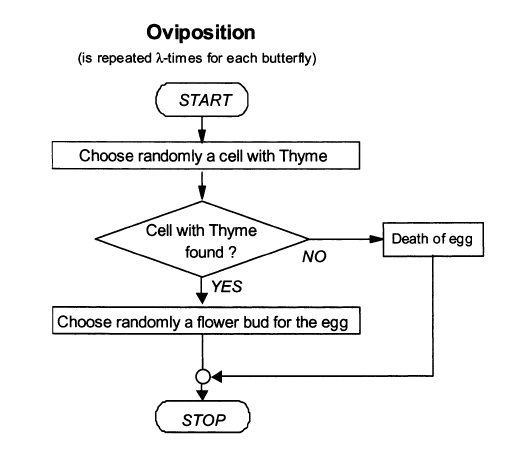 Oviposition
(is repeated λ-times for each butterfly)
START
Choose randomly a cell with Thyme
Cell with Thyme
found ?
NO
Death of egg
YES
Choose randomly a flower bud for the egg
STOP